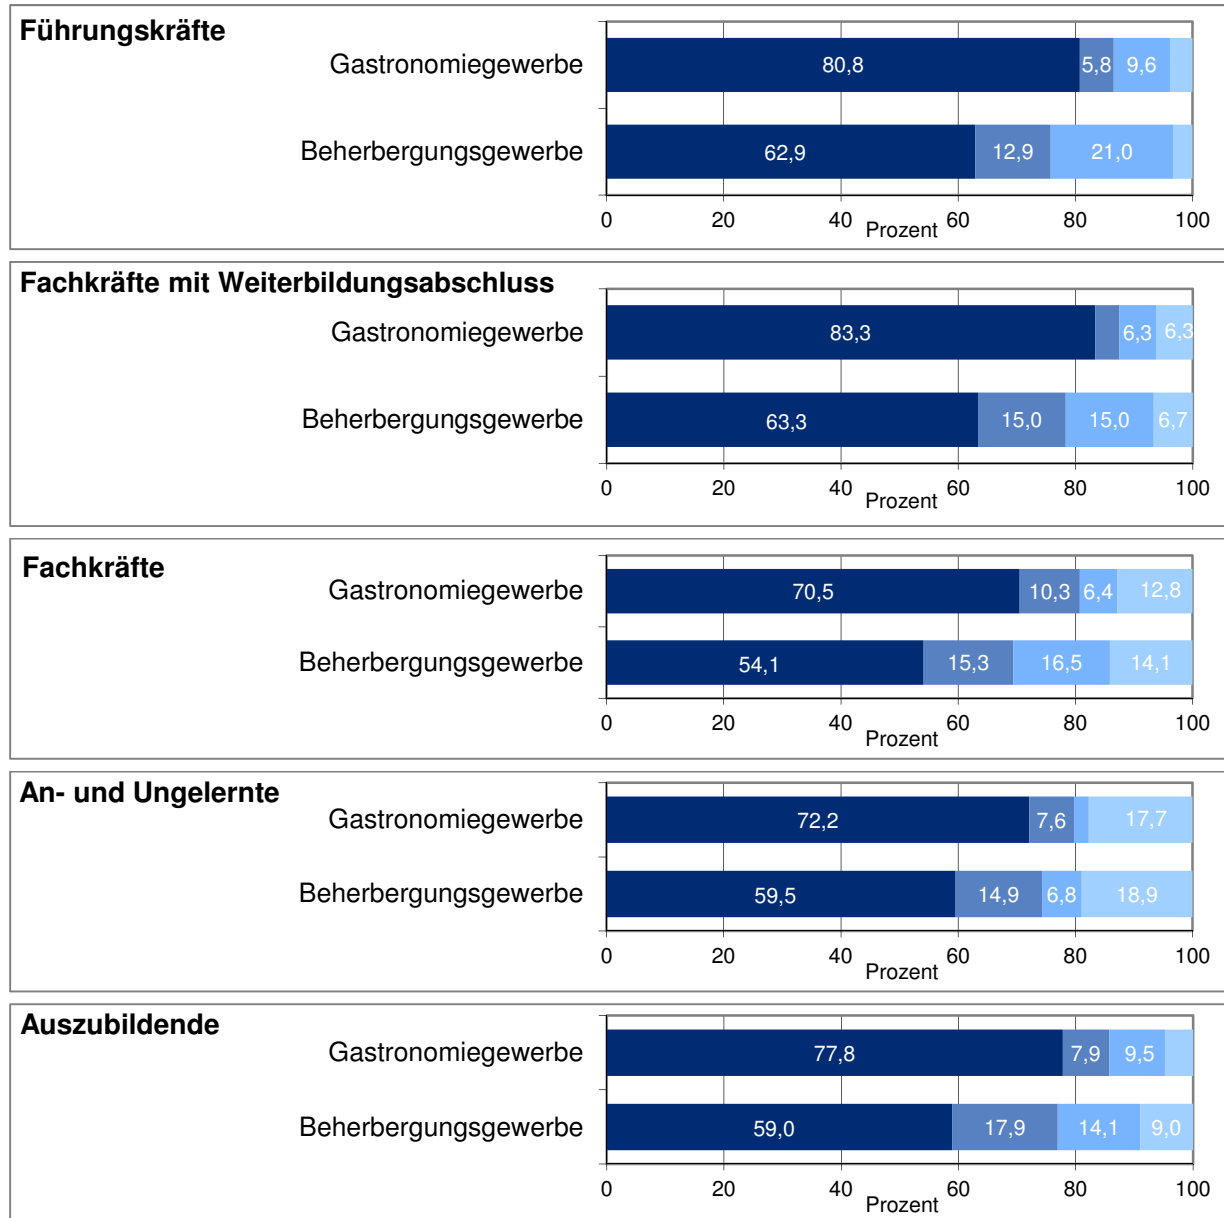 Führungskräfte
Gastronomiegewerbe
80,8 5,8 9,6
Beherbergungsgewerbe
62,9 12,9 21,0
0 20 40 60 80 100
Prozent
Fachkräfte mit Weiterbildungsabschluss
Gastronomiegewerbe
83,3 6,3 6,3
Beherbergungsgewerbe
63,3 15,0 15,0 6,7
0 20 40 60 80 100
Prozent
Fachkräfte
Gastronomiegewerbe
70,5 10,3 6,4 12,8
Beherbergungsgewerbe
54,1 15,3 16,5 14,1
0 20 40 60 80 100
Prozent
An- und Ungelernte
Gastronomiegewerbe
72,2 7,6 17,7
Beherbergungsgewerbe
59,5 14,9 6,8 18,9
0 20 40 60 80 100
Prozent
Auszubildende
Gastronomiegewerbe
77,8 7,9 9,5
Beherbergungsgewerbe
59,0 17,9 14,1 9,0
0 20 40 60 80 100
Prozent